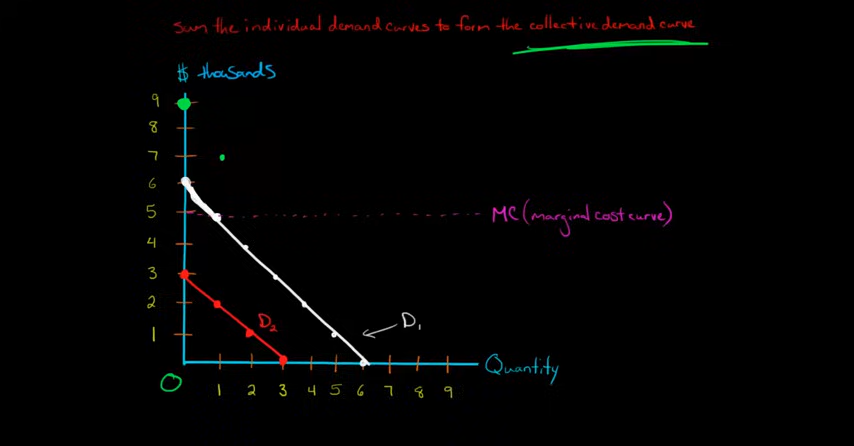 Sum the individual demand curves to form the collective demand curve
$ thousands
9
8
7
6
5
MC (marginal cost curve)
4
3
2
D2
D1
1
Quantity
0
1 2 3 4 5 6 7 8 9